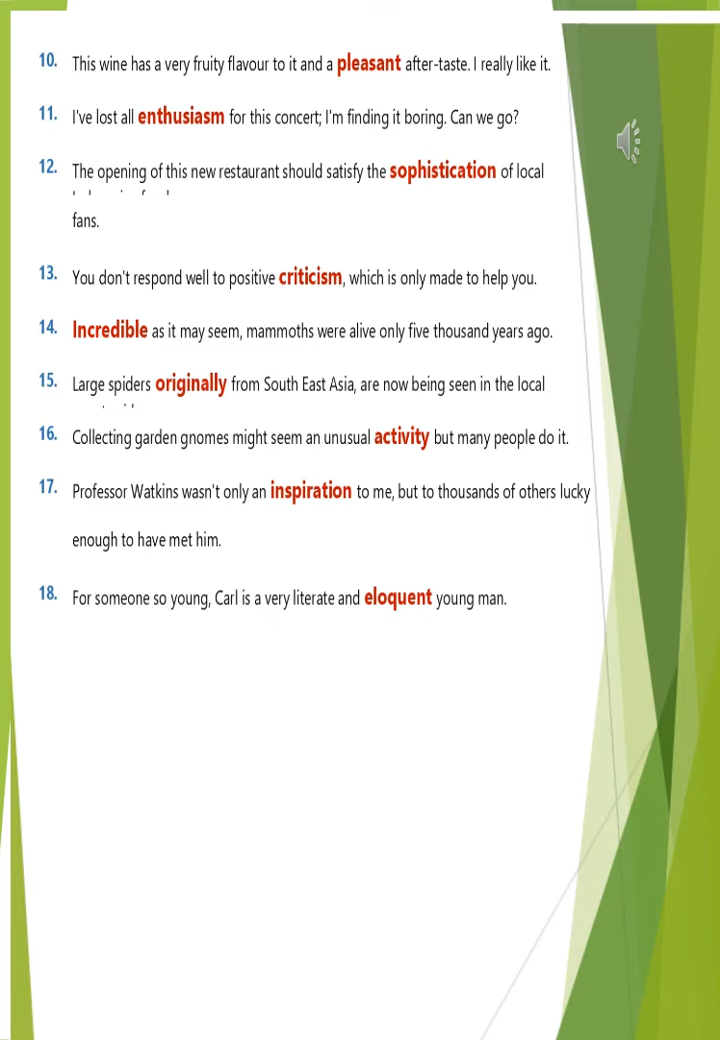 10. This wine has a very fruity flavour to it and a pleasant after-taste. I really like it.
11. I've lost all enthusiasm for this concert; I'm finding it boring. Can we go?
12. The opening of this new restaurant should satisfy the sophistication of local
fans.
13. You don't respond well to positive criticism, which is only made to help you.
14. Incredible as it may seem, mammoths were alive only five thousand years ago.
15. Large spiders originally from South East Asia, are now being seen in the local
16. Collecting garden gnomes might seem an unusual activity but many people do it.
17. Professor Watkins wasn't only an inspiration to me, but to thousands of others lucky
enough to have met him.
18. For someone so young, Carl is a very literate and eloquent young man.